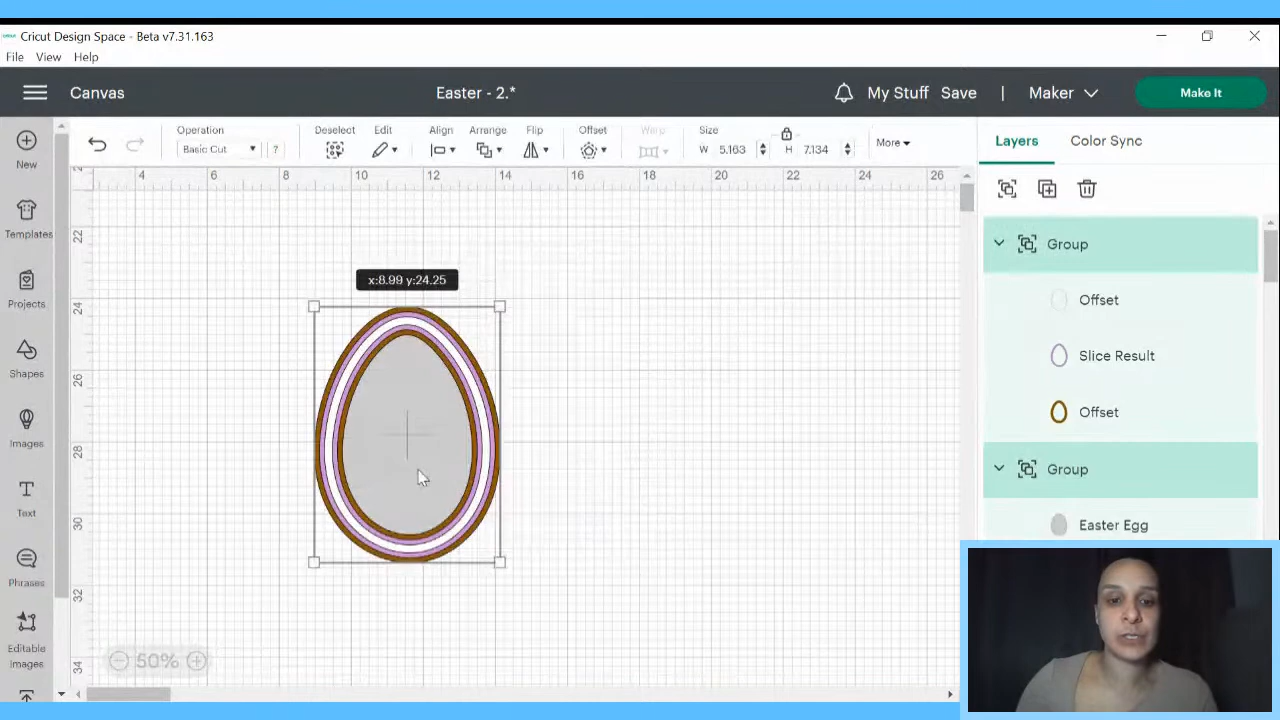 Cricut Design Space - Beta v7.31.163
File View Help
Canvas
Easter - 2.*
My Stuff Save | Maker
Make It
Operation
Basic Cut
?
Deselect
Edit
Align
Arrange
Flip
Offset
Warp
Size
W 5.163
H 7.134
More
New
Templates
Projects
Shapes
Images
Text
Phrases
Editable
Images
4 6 8 10 12 14 16 18 20 22 24 26
22
24
26
28
30
32
34
x:8.99 y:24.25
50%
Layers Color Sync
Group
Offset
Slice Result
Offset
Group
Easter Egg